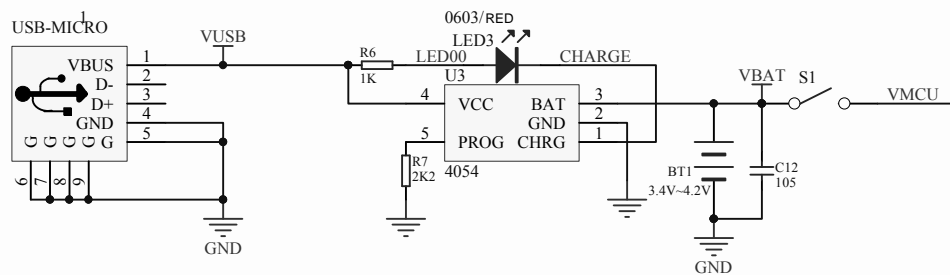 1
USB-MICRO
VBUS 1
D- 2
D+ 3
GND 4
G 5
G G G G
6 7 8 9
VUSB
GND
R6
1K
LED00
0603/RED
LED3
CHARGE
U3
4 VCC
5 PROG
BAT 3
GND 2
CHRG 1
4054
R7
2K2
VBAT
S1
VMCU
BT1
3.4V~4.2V
C12
105
GND